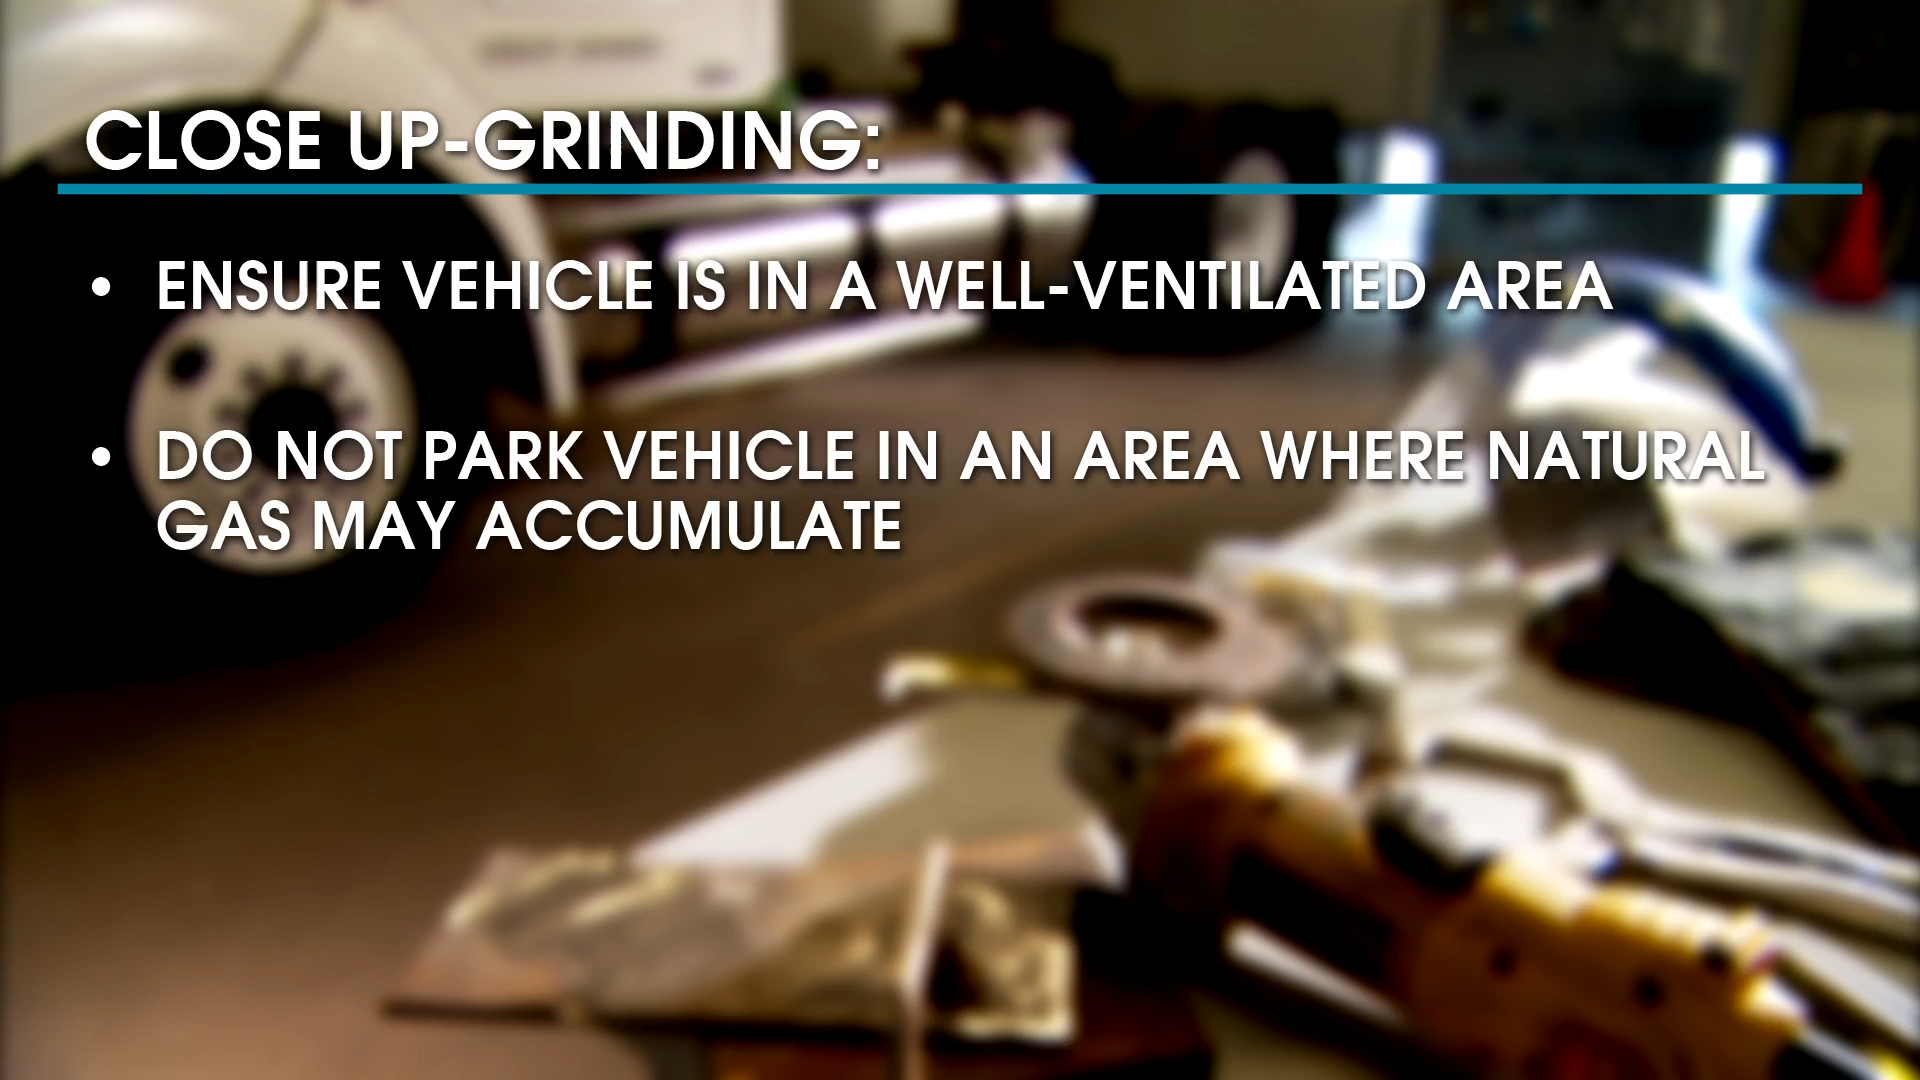 CLOSE UP-GRINDING:
• ENSURE VEHICLE IS IN A WELL-VENTILATED AREA
• DO NOT PARK VEHICLE IN AN AREA WHERE NATURAL
GAS MAY ACCUMULATE